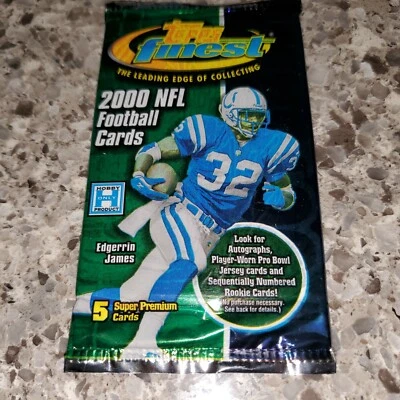 finest
THE LEADING EDGE OF COLLECTING
2000 NFL
Football
Cards
HOBBY
ONLY
PRODUCT
32
Edgerrin
James
Look for
Autographs,
Player-Worn Pro Bowl
Jersey cards and
Sequentially Numbered
Rookie Cards!
(No purchase necessary.
See back for details.)
5 Super Premium
Cards